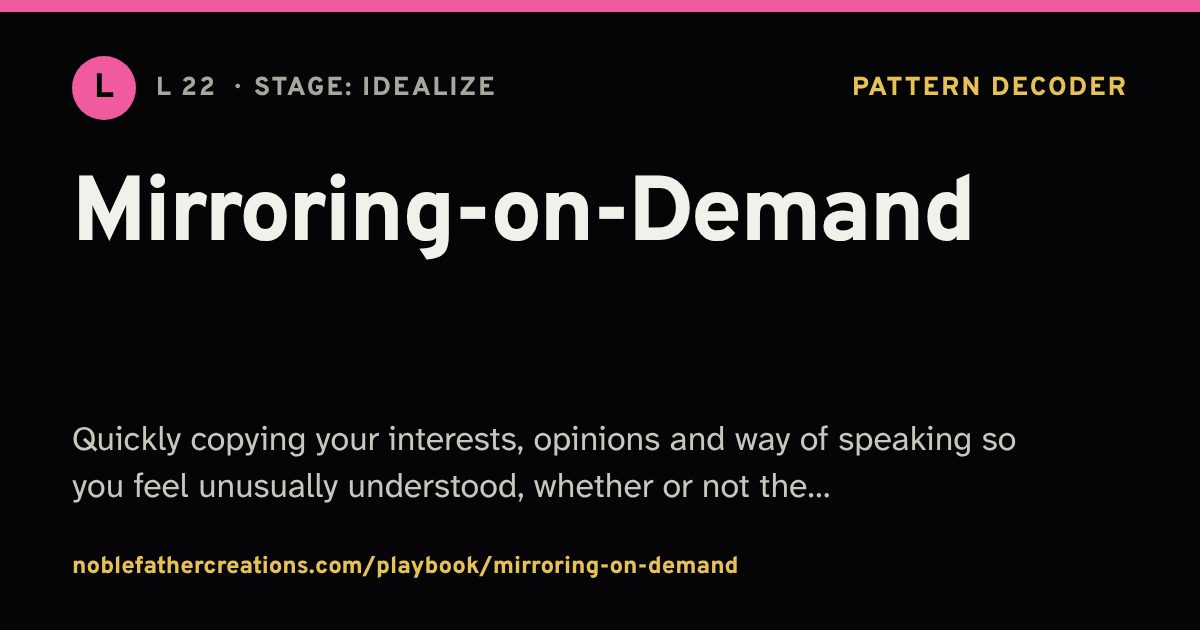 L
L 22 · STAGE: IDEALIZE
PATTERN DECODER
Mirroring-on-Demand
Quickly copying your interests, opinions and way of speaking so
you feel unusually understood, whether or not the...
noblefathercreations.com/playbook/mirroring-on-demand